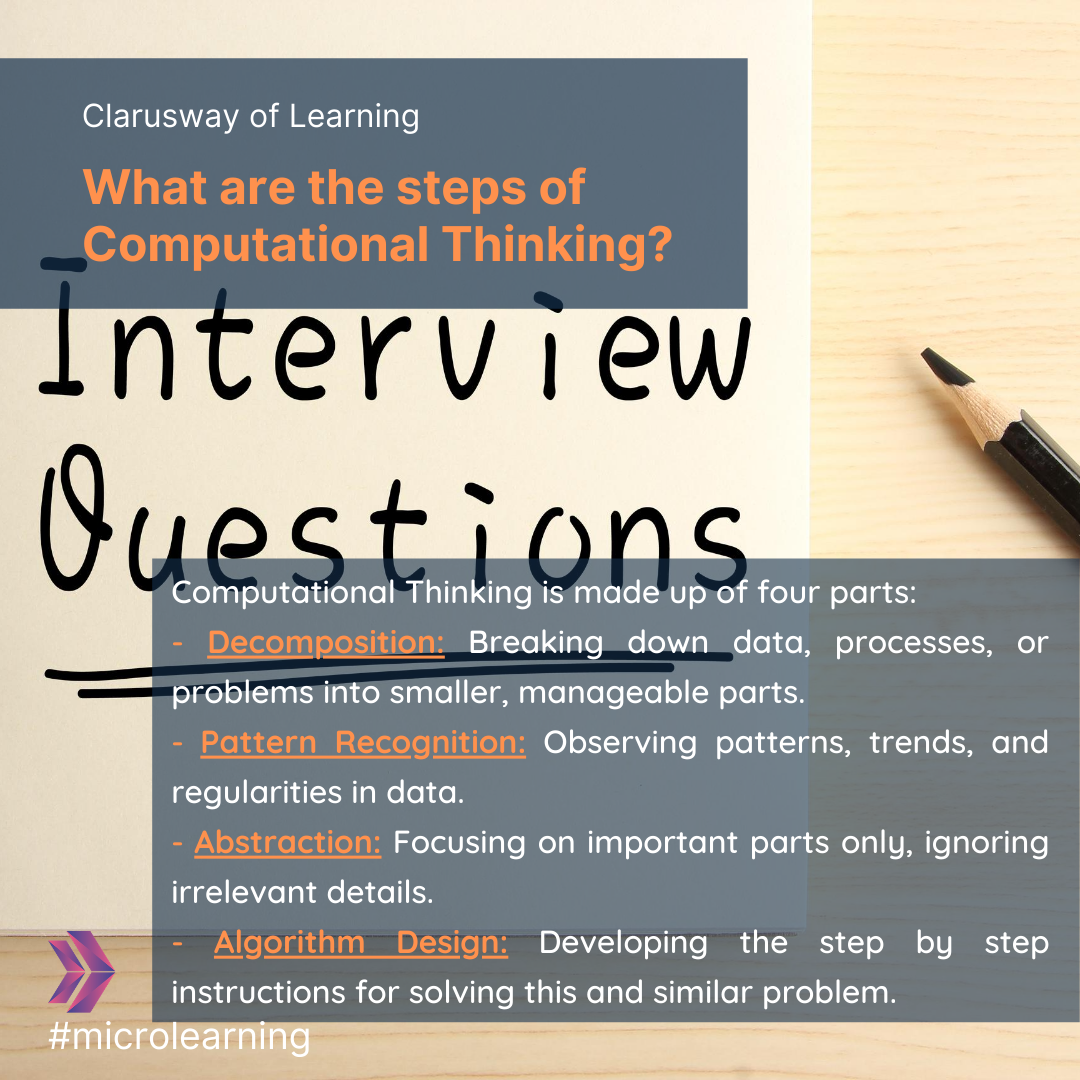 Clarusway of Learning
What are the steps of
Computational Thinking?
Interview
Questions
Computational Thinking is made up of four parts:
- Decomposition: Breaking down data, processes, or
problems into smaller, manageable parts.
- Pattern Recognition: Observing patterns, trends, and
regularities in data.
- Abstraction: Focusing on important parts only, ignoring
irrelevant details.
- Algorithm Design: Developing the step by step
instructions for solving this and similar problem.
#microlearning